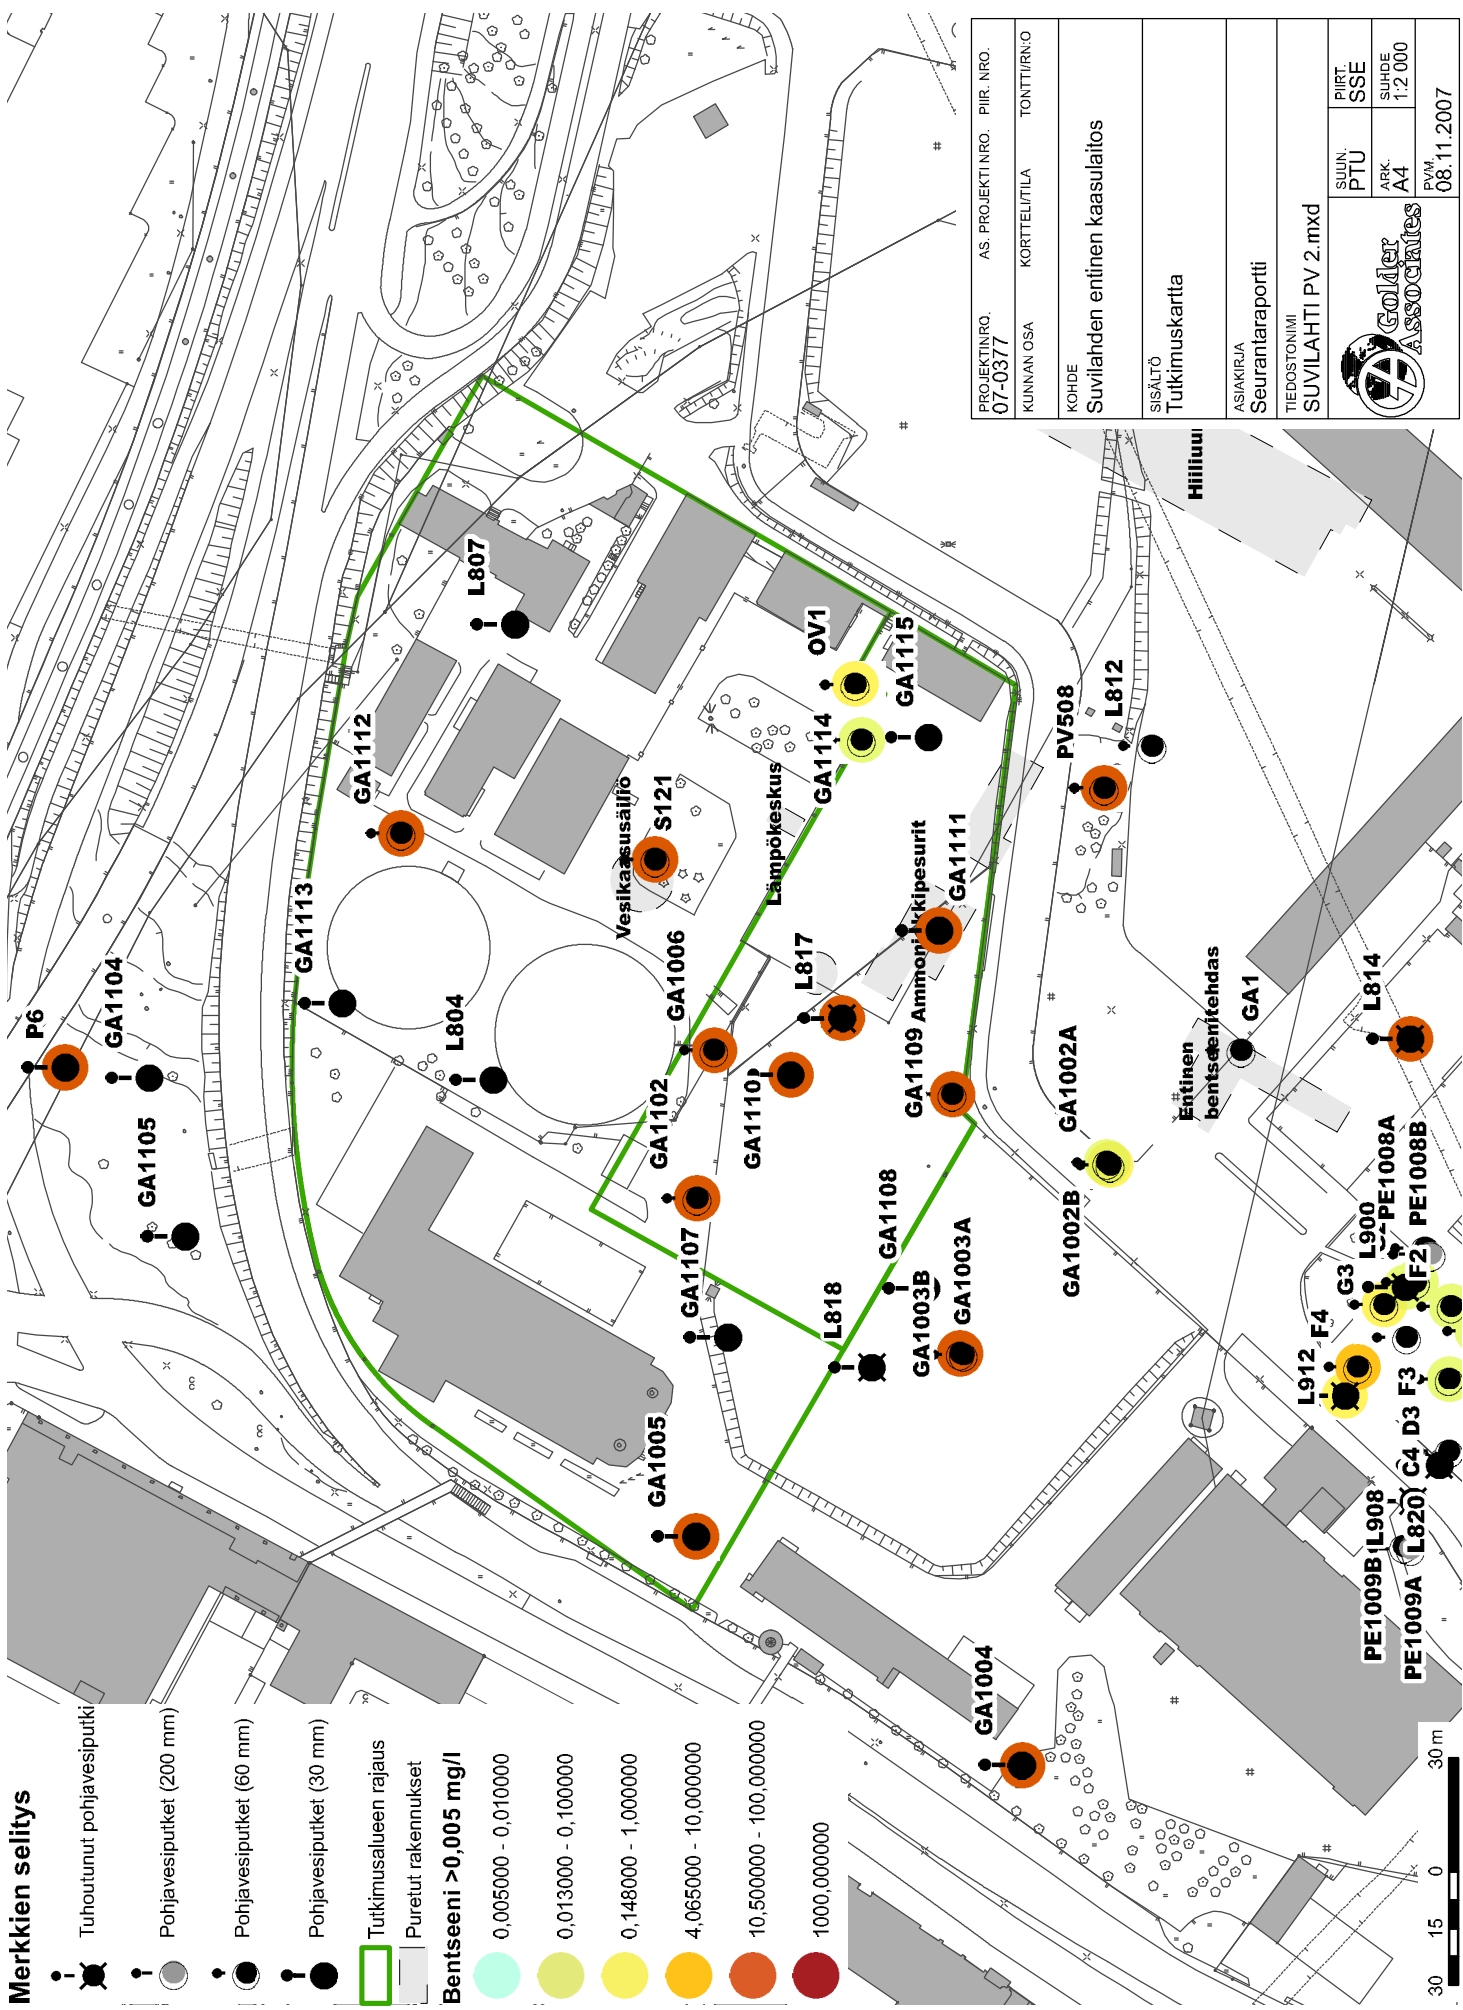 Merkkien selitys
Tuhoutunut pohjavesiputki
Pohjavesiputket (200 mm)
Pohjavesiputket (60 mm)
Pohjavesiputket (30 mm)
Tutkimusalueen rajaus
Puretut rakennukset
Bentseeni >0,005 mg/l
0,005000 - 0,010000
0,013000 - 0,100000
0,148000 - 1,000000
4,065000 - 10,000000
10,500000 - 100,000000
1000,000000
P6
GA1104
GA1105
GA1113
GA1112
L807
L804
Vesikaasusäiliö
S121
Lämpökeskus
OV1
GA1114
GA1115
GA1006
L817
Ammoniakkipesurit
GA1111
GA1102
GA1110
GA1109
GA1107
GA1108
L818
GA1003B
GA1003A
GA1005
GA1004
PV508
L812
Hiiliuu
GA1002A
GA1002B
Entinen
bentseenitehdas
GA1
L814
PE1008A
PE1008B
L900
F2
G3
F4
L912
F3
D3
C4
L908
L820
PE1009B
PE1009A
30 15 0 30 m
PROJEKTINRO.
07-0377
AS. PROJEKTI NRO.
PIIR. NRO.
KUNNAN OSA
KORTTELI/TILA
TONTTI/RN:O
KOHDE
Suvilahden entinen kaasulaitos
SISÄLTÖ
Tutkimuskartta
ASIAKIRJA
Seurantaraportti
TIEDOSTONIMI
SUVILAHTI PV 2.mxd
Golder
Associates
SUUN.
PTU
PIIRT.
SSE
ARK.
A4
SUHDE
1:2 000
PVM.
08.11.2007